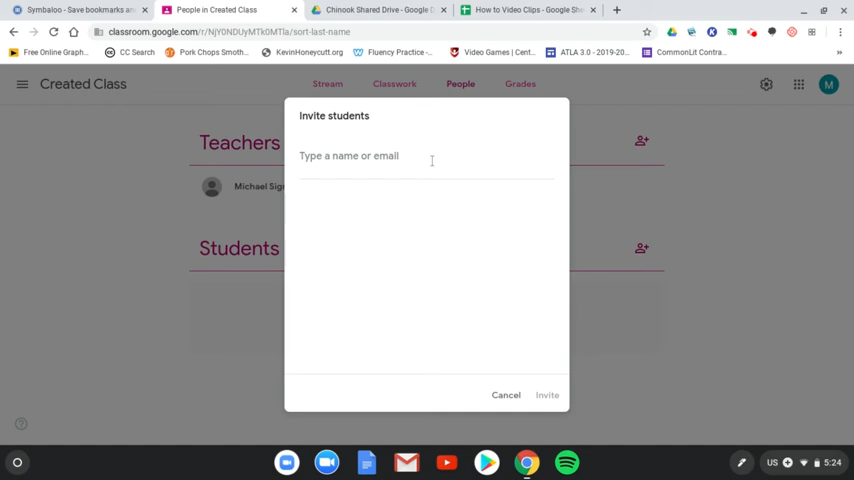 Symbaloo - Save bookmarks an
People in Created Class
Chinook Shared Drive - Google D
How to Video Clips - Google She
classroom.google.com/r/NjY0NDUyMTk0MTla/sort-last-name
Free Online Graph...
CC Search
Pork Chops Smoth...
KevinHoneycutt.org
Fluency Practice -...
Video Games | Cent...
ATLA 3.0 - 2019-20...
CommonLit Contra...
Created Class
Stream
Classwork
People
Grades
M
Invite students
Type a name or email
Teachers
Michael Sig
Students
Cancel
Invite
US
5:24